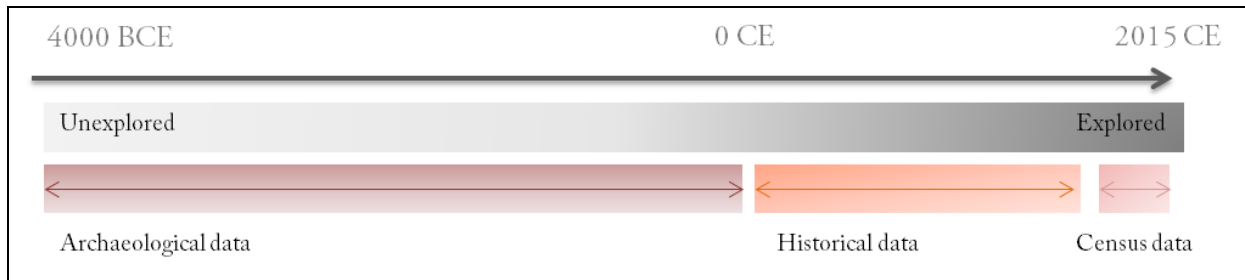 4000 BCE 0 CE 2015 CE
Unexplored Explored
Archaeological data Historical data Census data